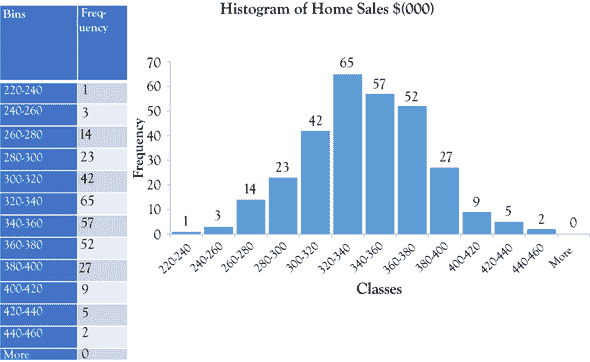 Bins Freq-
uency
220-240 1
240-260 3
260-280 14
280-300 23
300-320 42
320-340 65
340-360 57
360-380 52
380-400 27
400-420 9
420-440 5
440-460 2
More 0
Histogram of Home Sales $(000)
Frequency
70
60
50
40
30
20
10
0
1 3 14 23 42 65 57 52 27 9 5 2 0
220-240 240-260 260-280 280-300 300-320 320-340 340-360 360-380 380-400 400-420 420-440 440-460 More
Classes